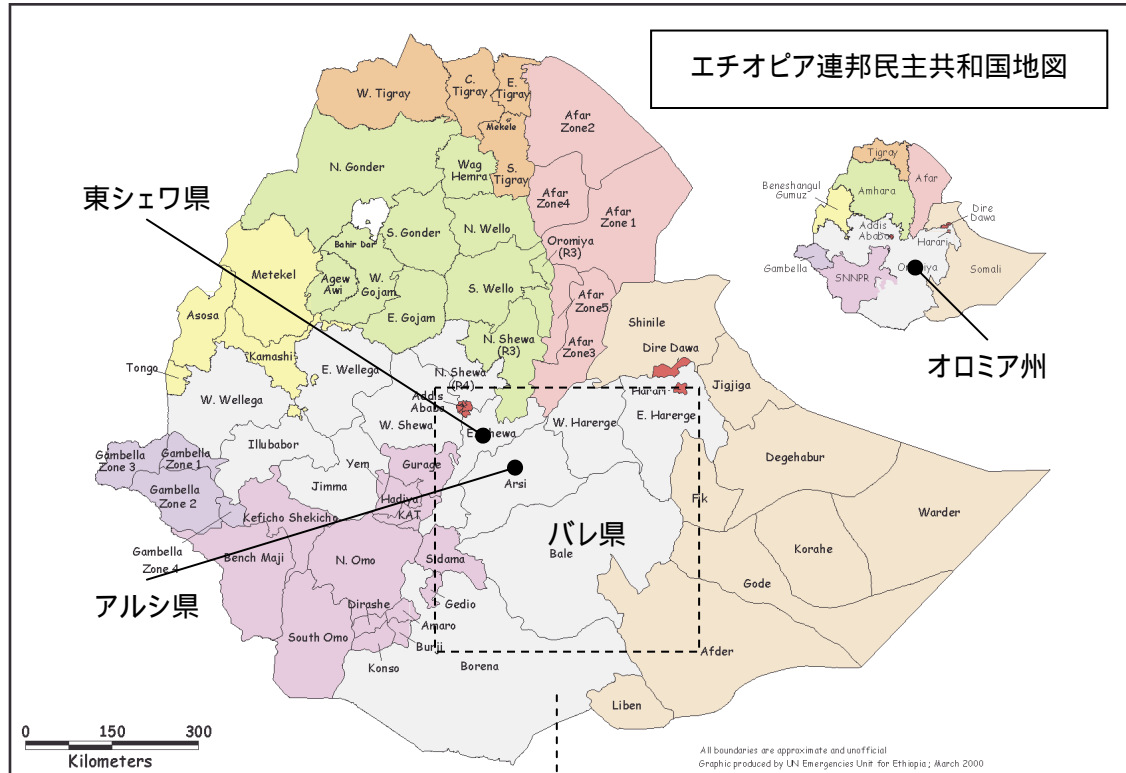 エチオピア連邦民主共和国地図
W. Tigray
C.
Tigray
E.
Tigray
Mekele
S.
Tigray
Afar
Zone2
N. Gonder
Wag
Hemra
Afar
Zone4
Afar
Zone 1
東シェワ県
S. Gonder
N. Wello
Bahir Dar
Oromiya
(R3)
Metekel
Agew
Awi
W.
Gojam
S. Wello
E. Gojam
Afar
Zone5
Asosa
N. Shewa
(R3)
Afar
Zone3
Shinile
Dire Dawa
Kamashi
Tongo
E. Wellega
N. Shewa
(R4)
Addis
Ababa
Harari
Jigjiga
W. Wellega
W. Shewa
E. Shewa
W. Harerge
E. Harerge
Illubabor
Gambella
Zone 3
Gambella
Zone 1
Gambella
Zone 2
Yem
Gurage
Arsi
Degehabur
Jimma
Hadiya
KAT
Fik
Warder
Keficho Shekicho
バレ県
Bale
Korahe
Gambella
Zone 4
Bench Maji
N. Omo
Sidama
Gode
アルシ県
Dirashe
Gedio
Amaro
South Omo
Burji
Konso
Borena
Afder
Liben
Tigray
Afar
Beneshangul
Gumuz
Amhara
Dire
Dawa
Addis
Ababa
Harari
Gambella
SNNPR
Oromiya
Somali
オロミア州
0 150 300
Kilometers
All boundaries are approximate and unofficial
Graphic produced by UN Emergencies Unit for Ethiopia; March 2000